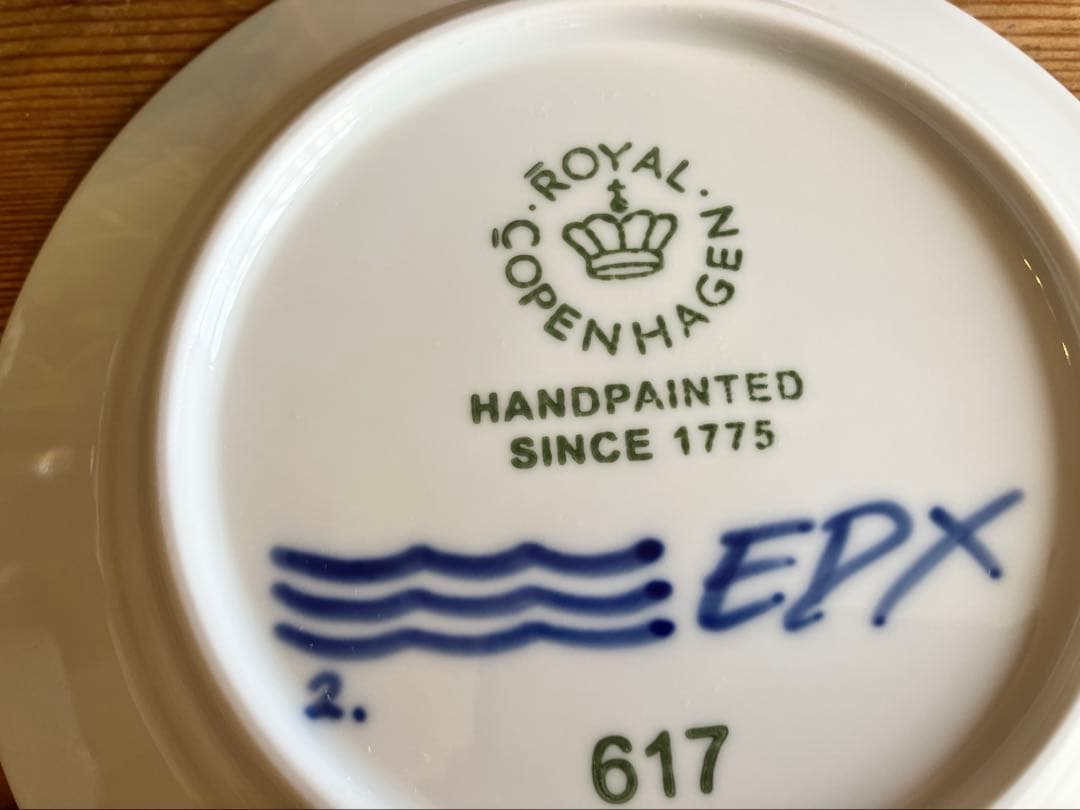 ROYAL. COPENHAGEN.
HANDPAINTED
SINCE 1775
EDX
2.
617